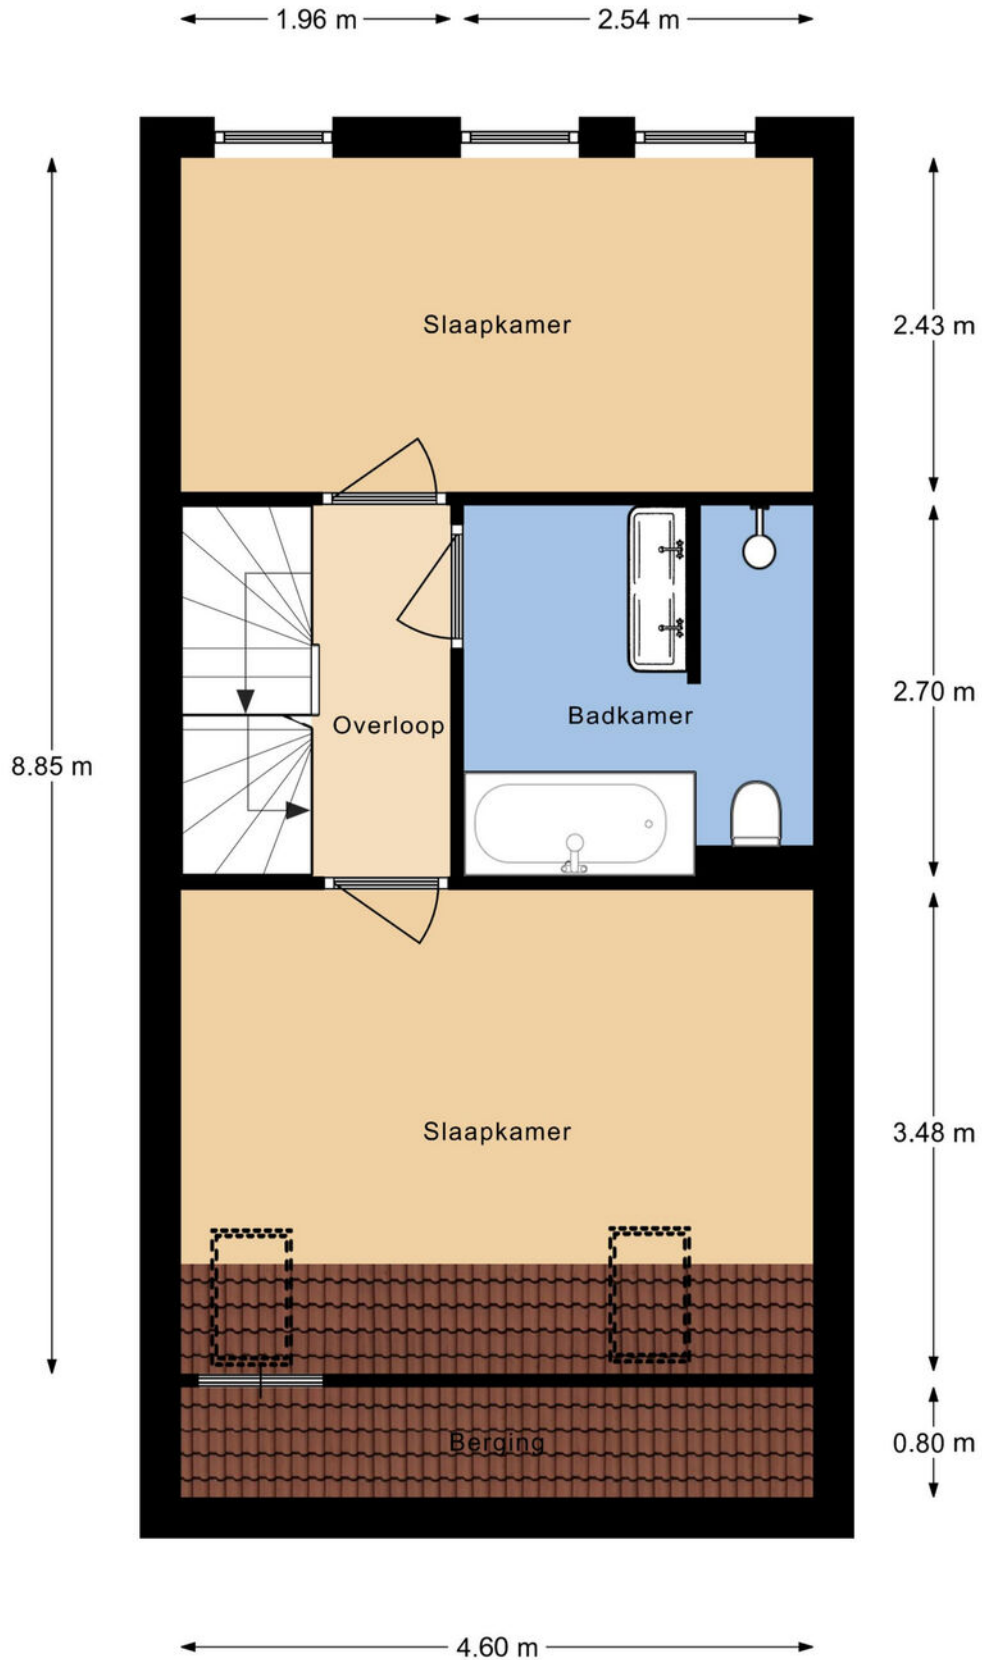 1.96 m
2.54 m
Slaapkamer
2.43 m
2.70 m
Badkamer
Overloop
8.85 m
Slaapkamer
3.48 m
Berging
0.80 m
4.60 m